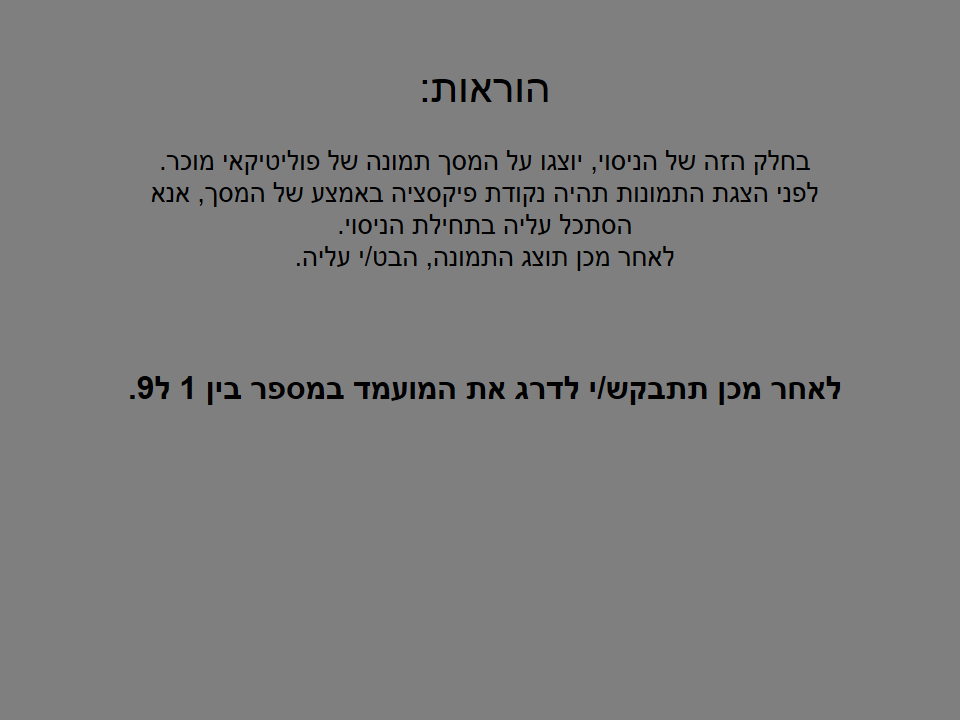 הוראות:
בחלק הזה של הניסוי, יוצגו על המסך תמונה של פוליטיקאי מוכר.
לפני הצגת התמונות תהיה נקודת פיקסציה באמצע של המסך, אנא
הסתכל עליה בתחילת הניסוי.
לאחר מכן תוצג התמונה, הבט/י עליה.
לאחר מכן תתבקש/י לדרג את המועמד במספר בין 1 ל9.